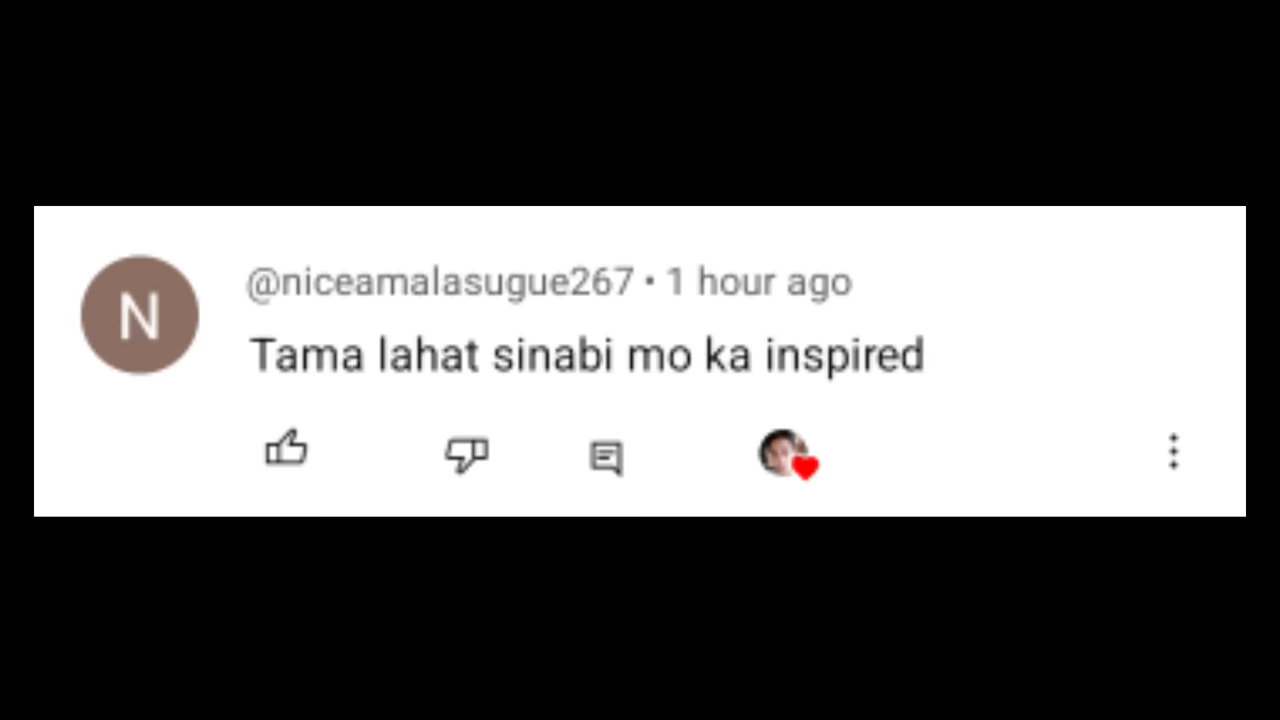 N
@niceamalasugue267 • 1 hour ago
Tama lahat sinabi mo ka inspired